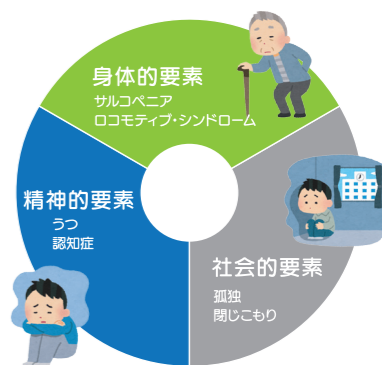 身体的要素
サルコペニア
ロコモティブ・シンドローム
精神的要素
うつ
認知症
社会的要素
孤独
閉じこもり